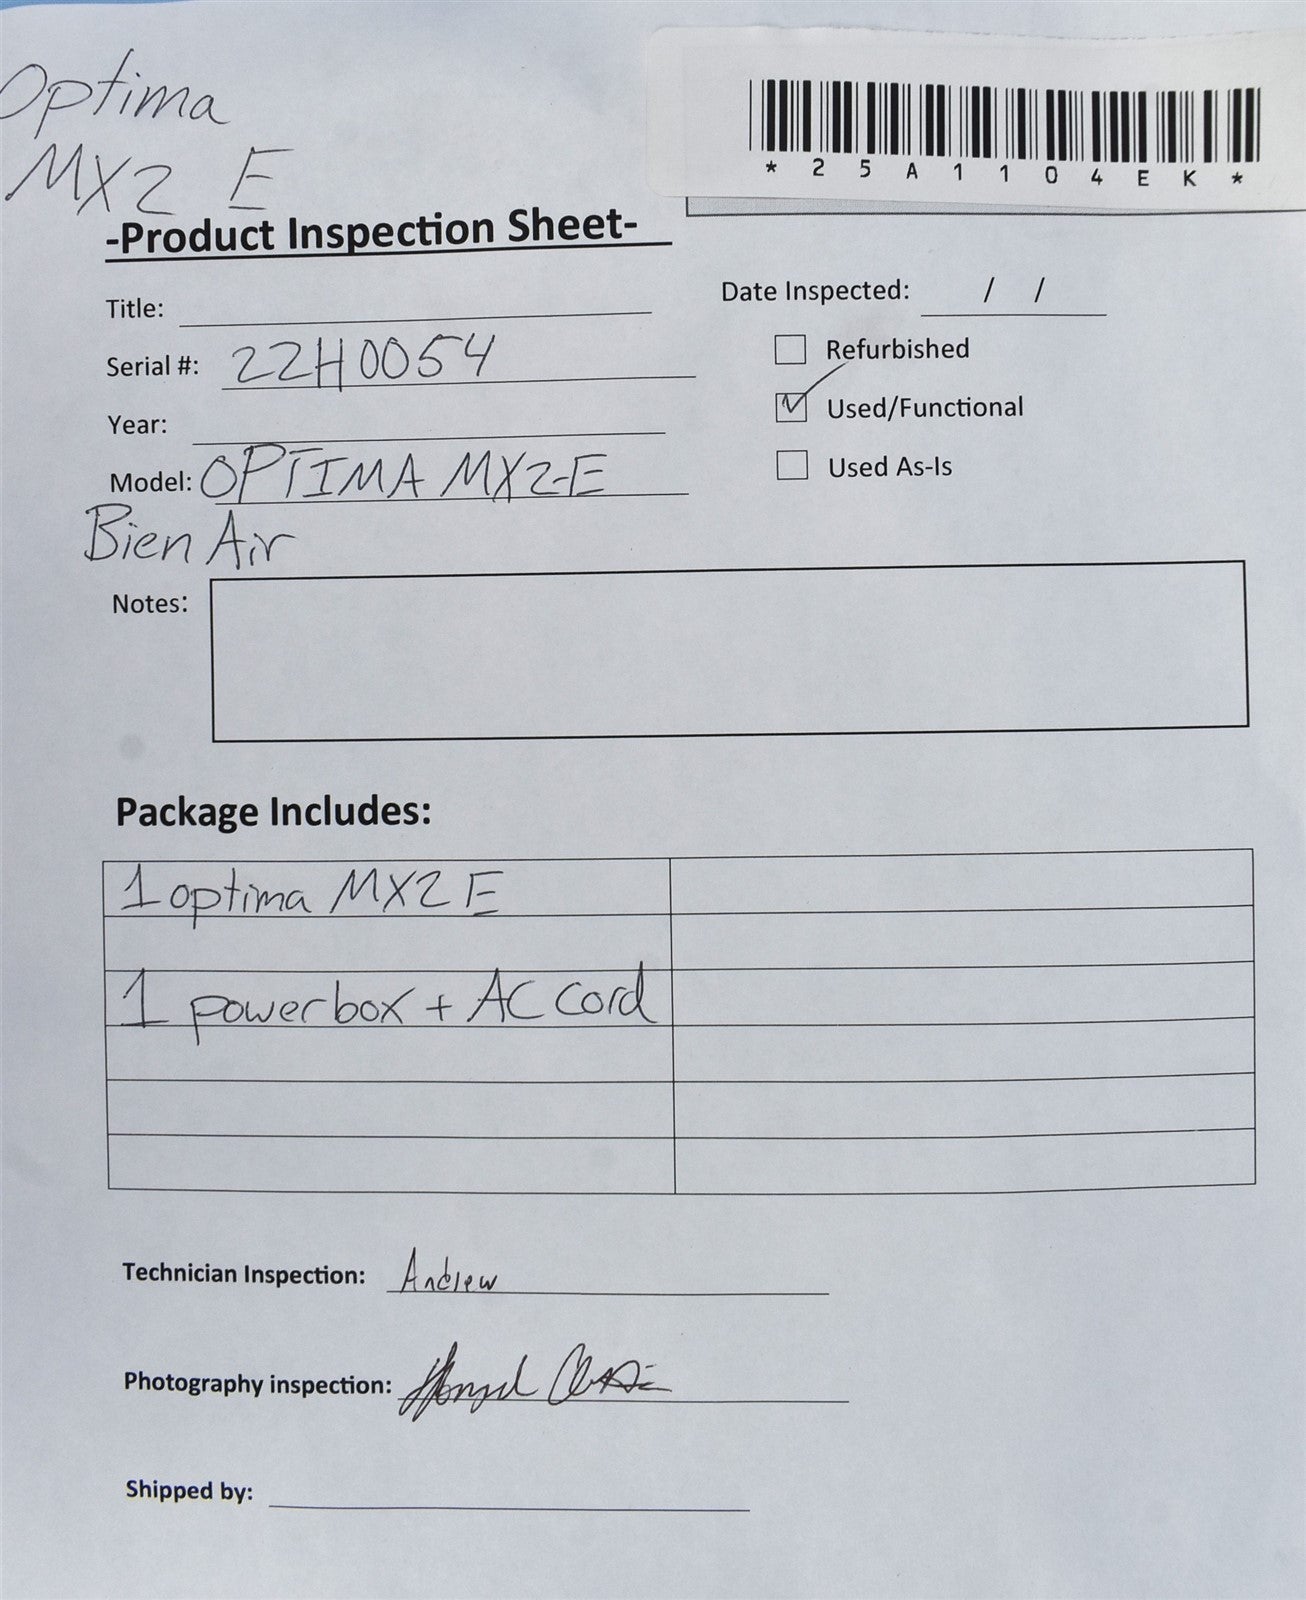 Optima
MX2 E
*25A1104EK*
-Product Inspection Sheet-
Title:
Date Inspected: / /
Serial #: 22H0054
Refurbished
Year:
Used/Functional
Model: OPTIMA MX2-E
Used As-Is
Bien Air
Notes:
Package Includes:
1 optima MX2 E
1 powerbox + AC cord
Technician Inspection: Andrew
Photography inspection:
Shipped by: